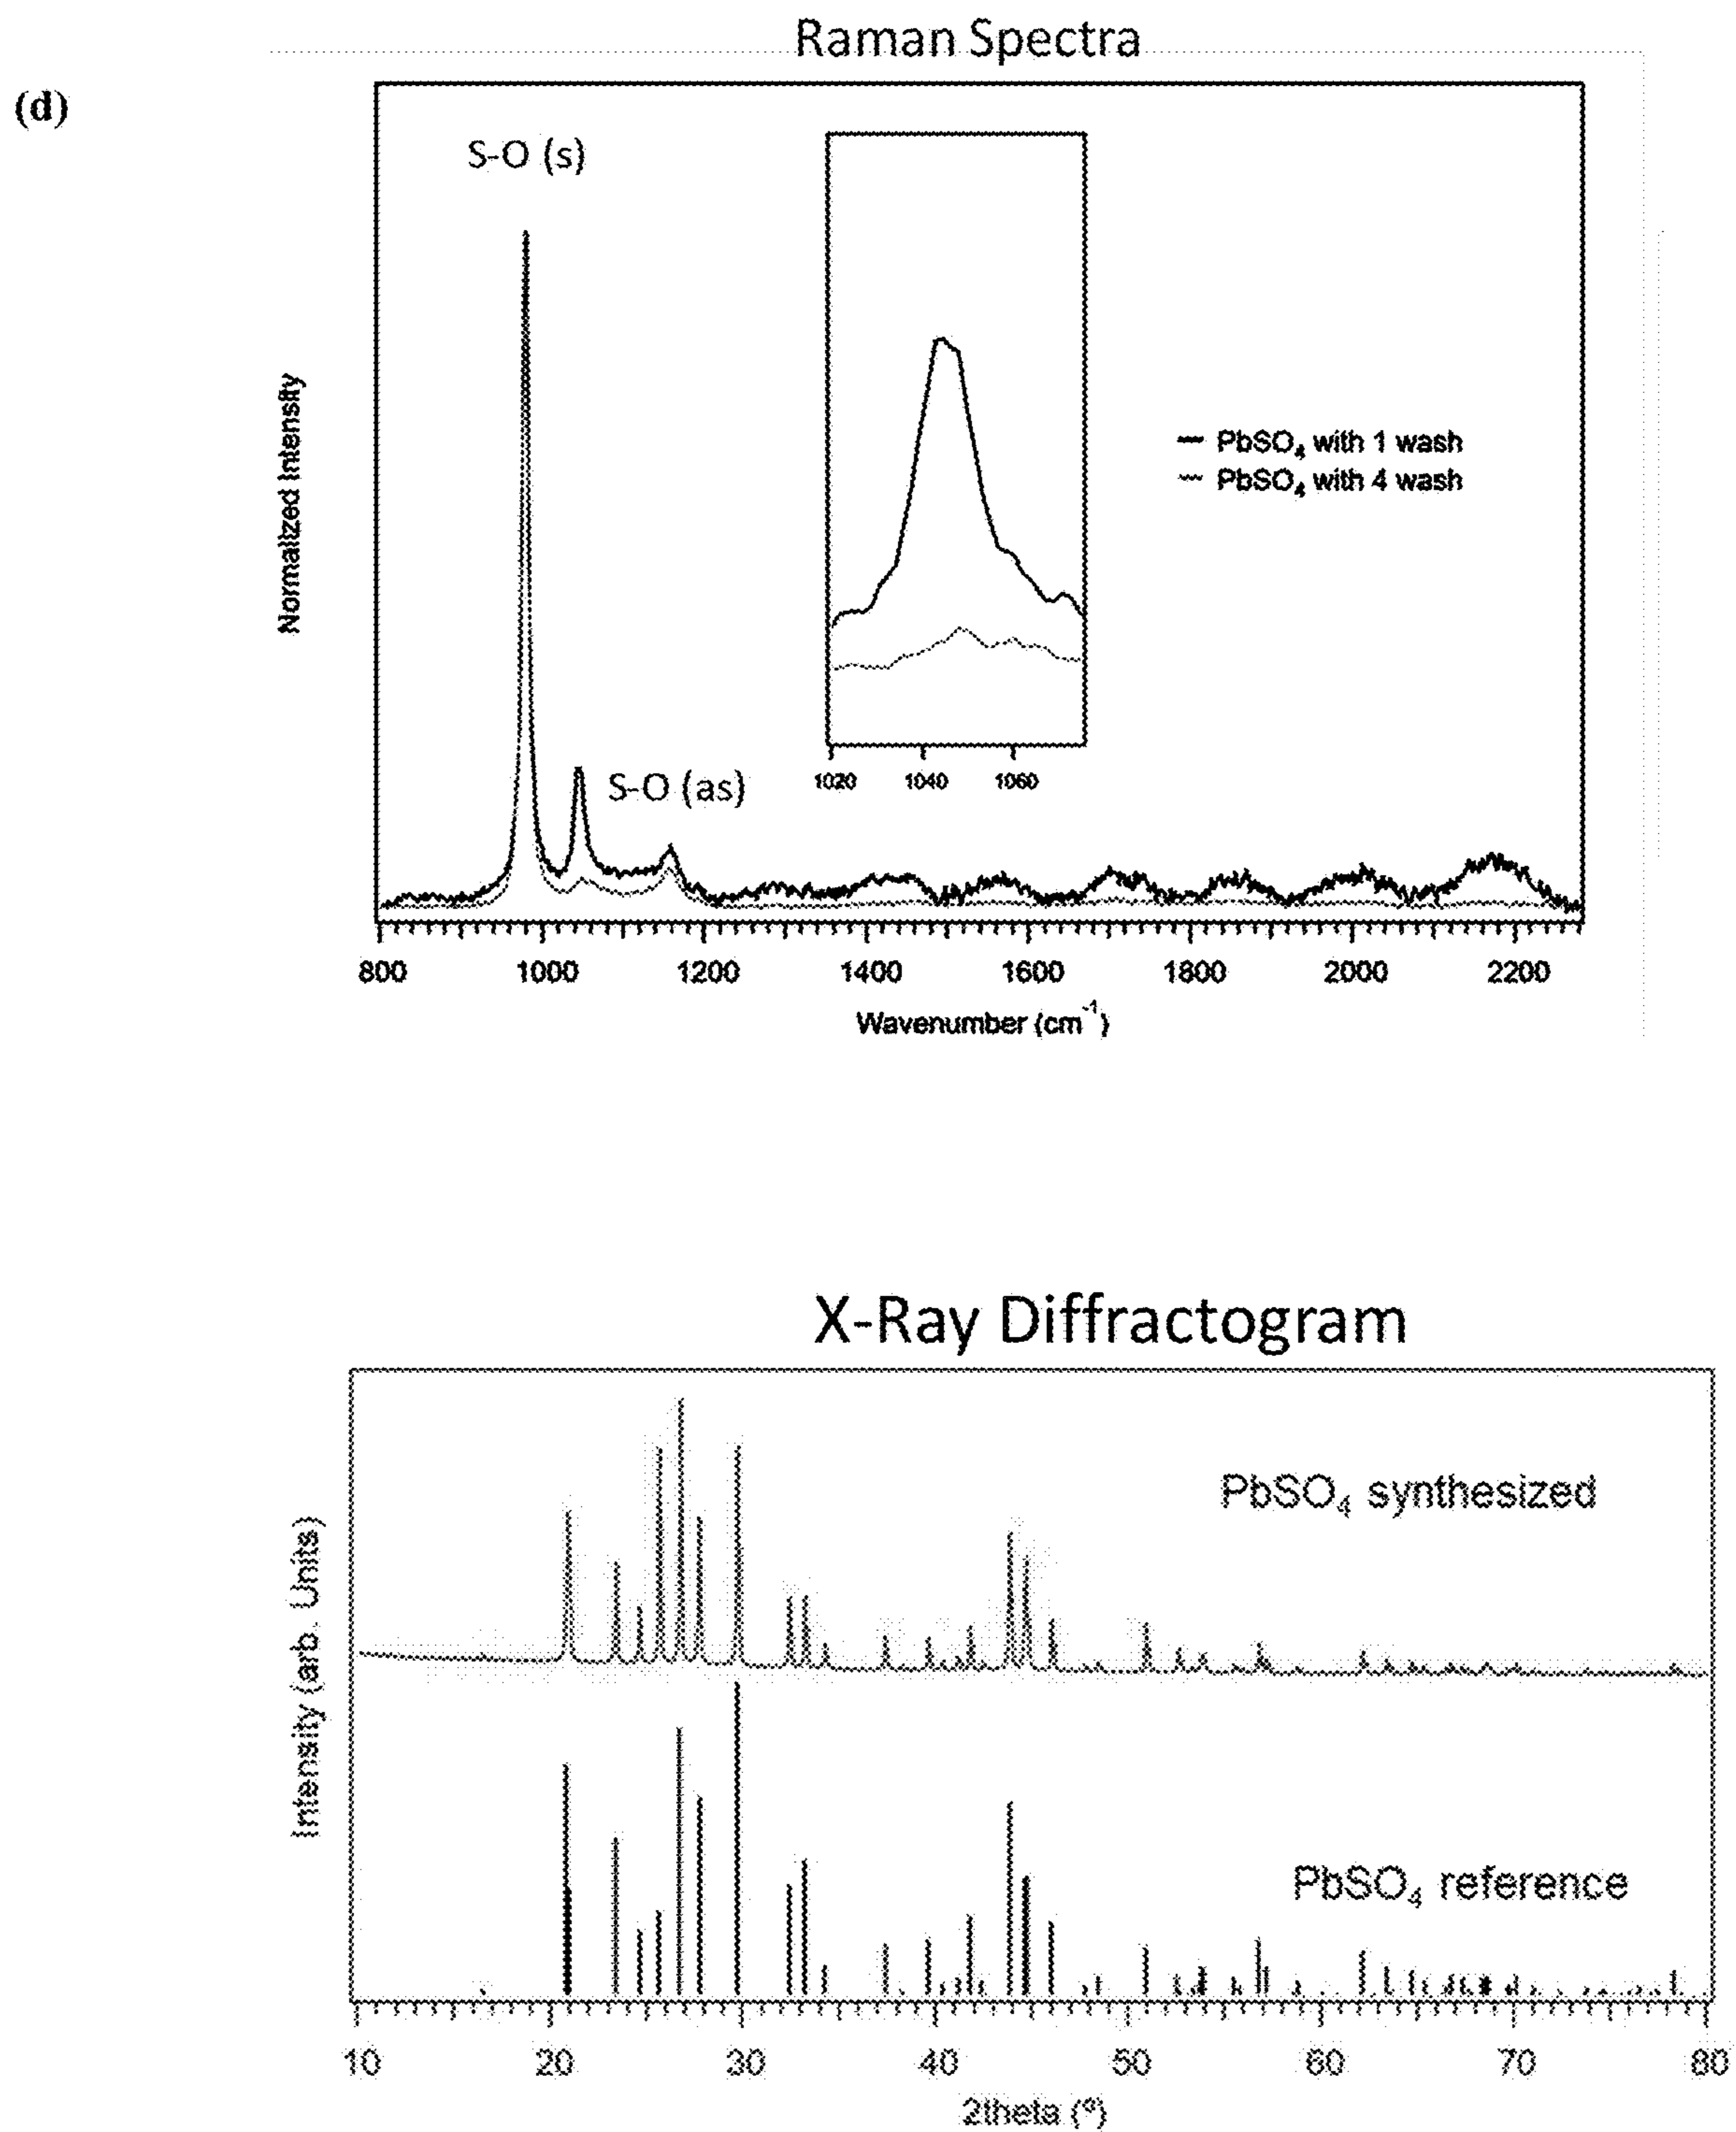 Raman Spectra
(d)
S-O (s)
Normalized Intensity
PbSO₄ with 1 wash
PbSO₄ with 4 wash
1020 1040 1060
S-O (as)
800 1000 1200 1400 1600 1800 2000 2200
Wavenumber (cm⁻¹)
X-Ray Diffractogram
Intensity (arb. Units)
PbSO₄ synthesized
PbSO₄ reference
10 20 30 40 50 60 70 80
2theta (º)